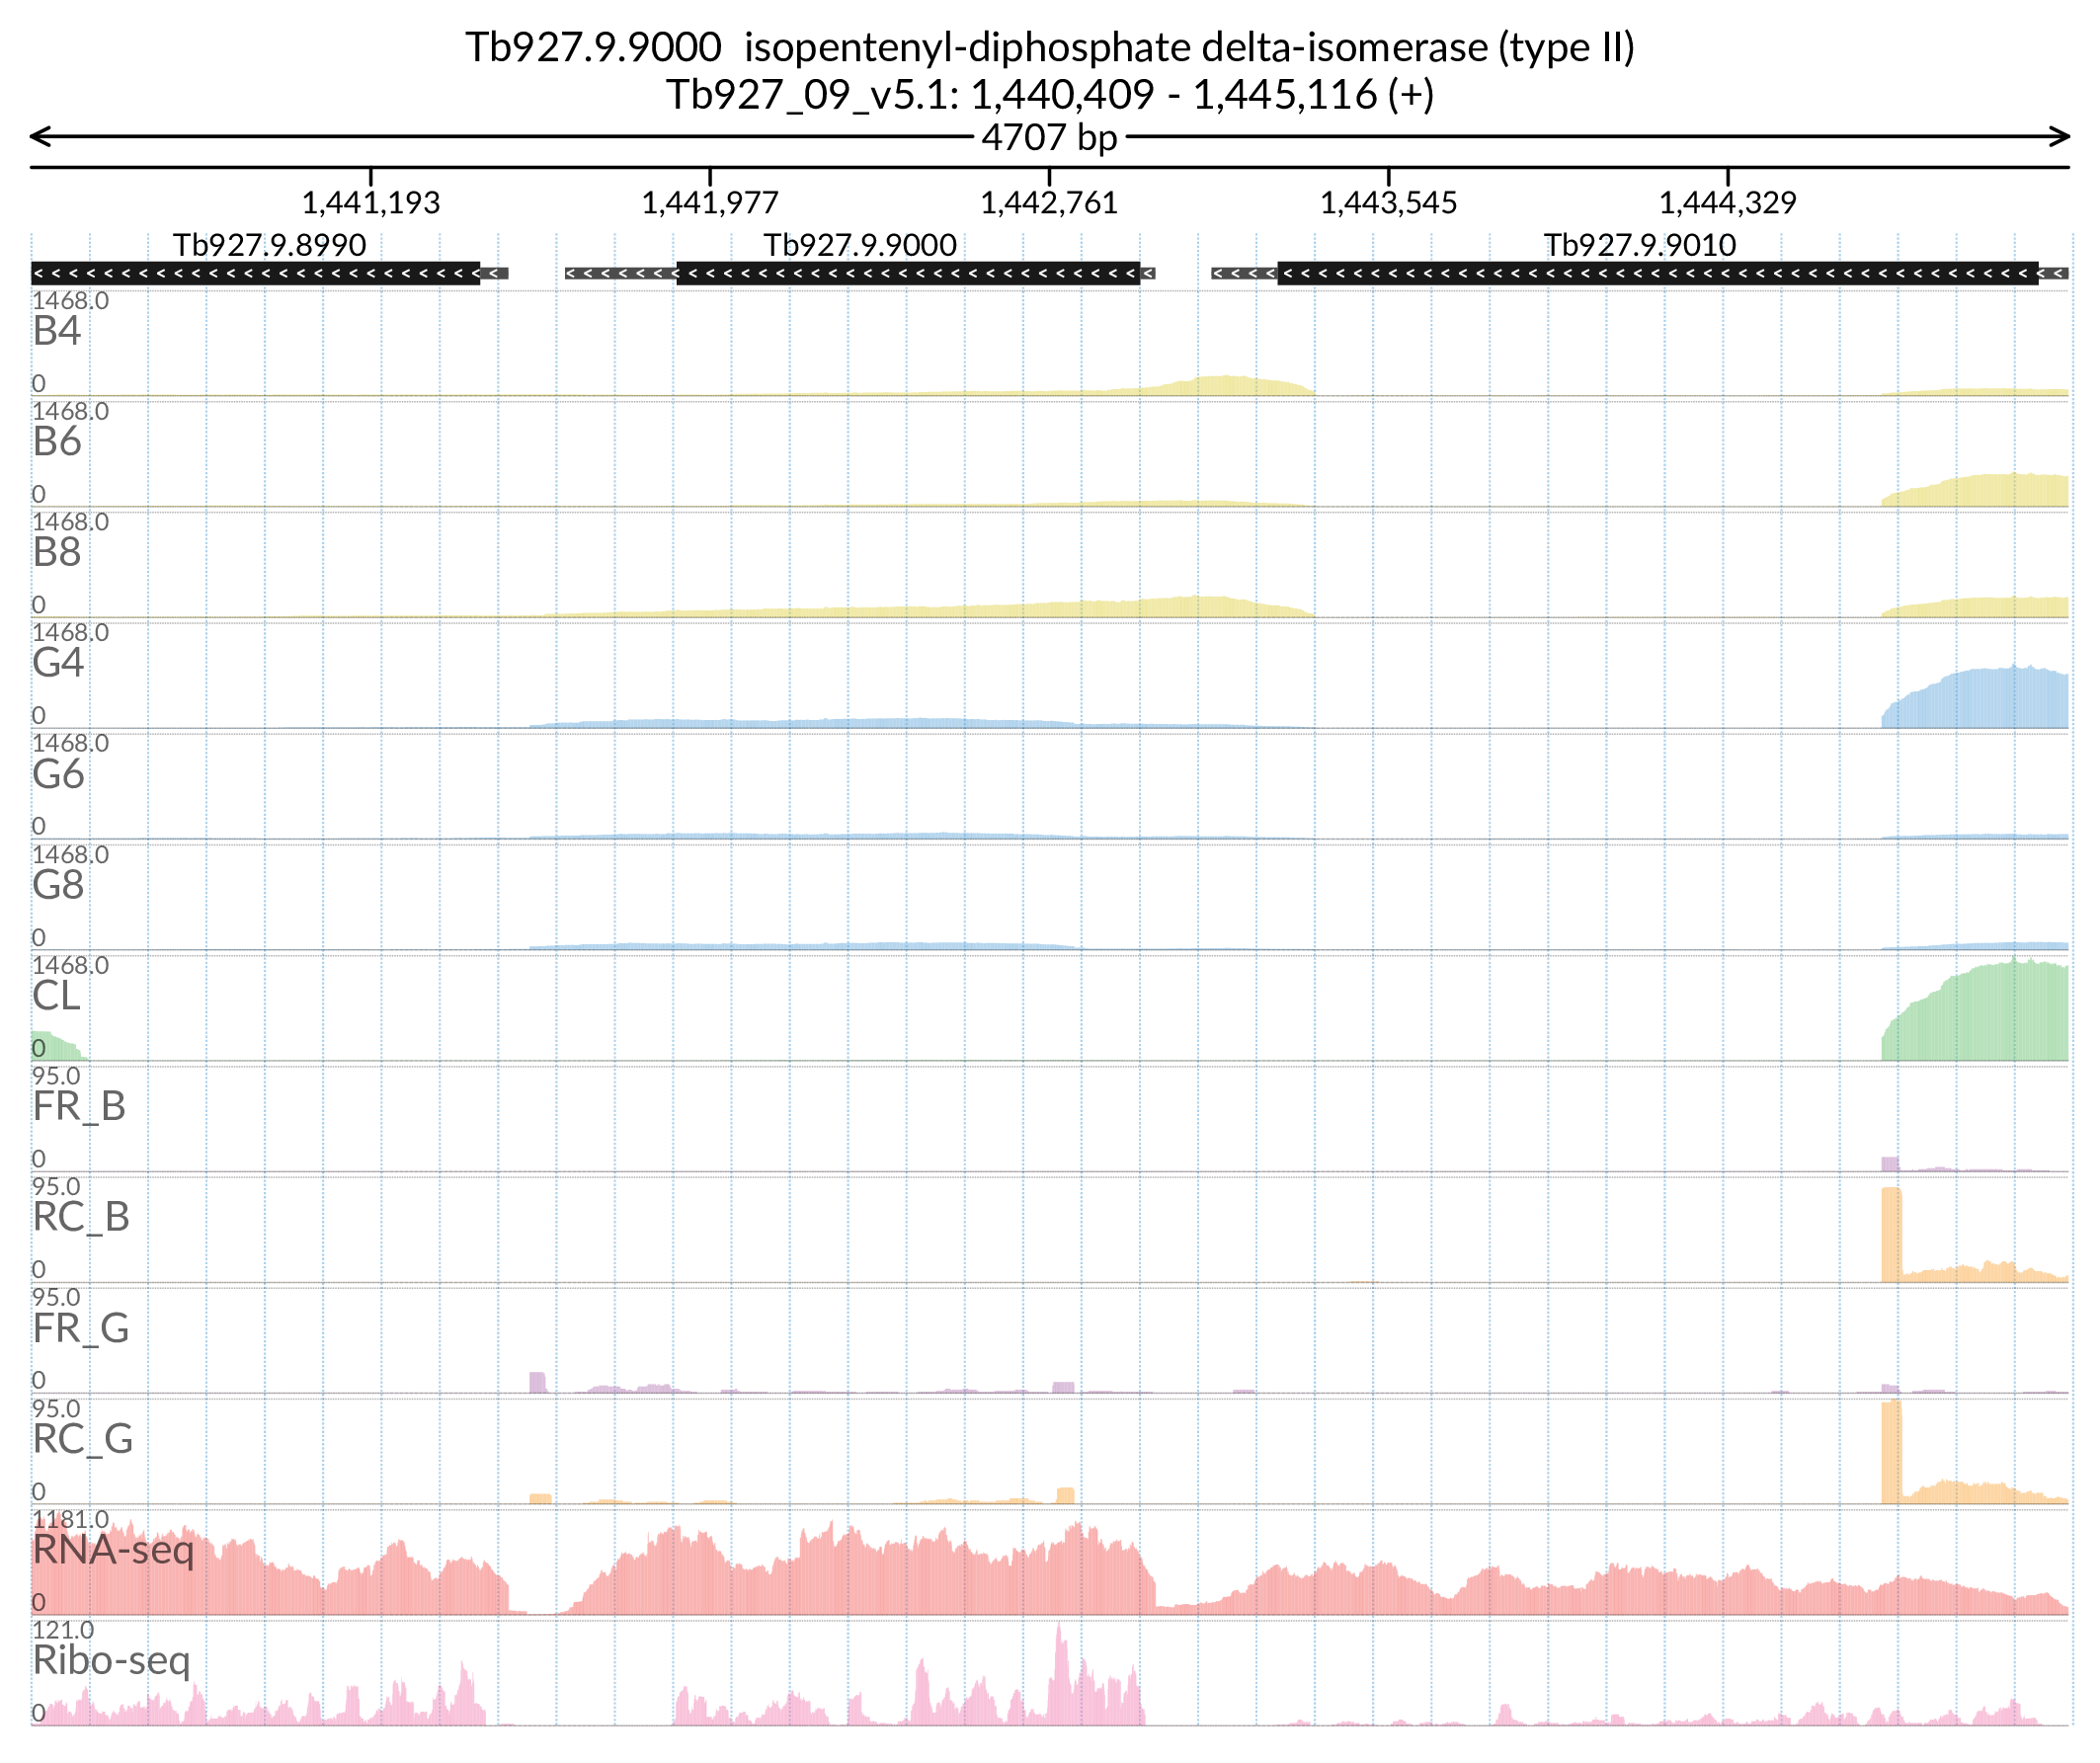 Tb927.9.9000  isopentenyl-diphosphate delta-isomerase (type II)
Tb927_09_v5.1: 1,440,409 - 1,445,116 (+)
4707 bp
1,441,193 1,441,977 1,442,761 1,443,545 1,444,329
Tb927.9.8990 Tb927.9.9000 Tb927.9.9010
1468.0
B4
0
1468.0
B6
0
1468.0
B8
0
1468.0
G4
0
1468.0
G6
0
1468.0
G8
0
1468.0
CL
0
95.0
FR_B
0
95.0
RC_B
0
95.0
FR_G
0
95.0
RC_G
0
1181.0
RNA-seq
0
121.0
Ribo-seq
0